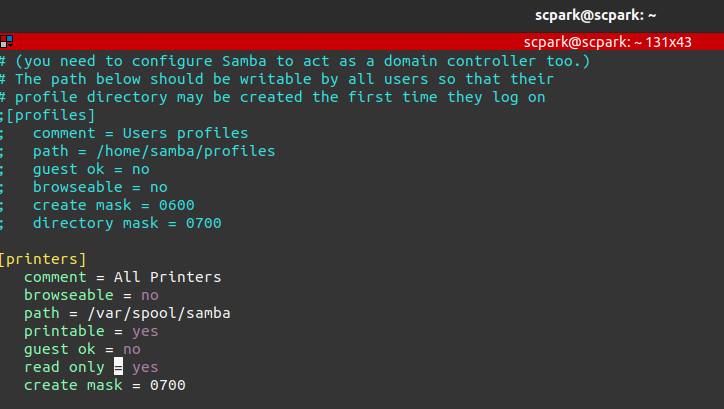 scpark@scpark: ~
scpark@scpark: ~ 131x43
# (you need to configure Samba to act as a domain controller too.)
# The path below should be writable by all users so that their
# profile directory may be created the first time they log on
;[profiles]
;   comment = Users profiles
;   path = /home/samba/profiles
;   guest ok = no
;   browseable = no
;   create mask = 0600
;   directory mask = 0700
[printers]
   comment = All Printers
   browseable = no
   path = /var/spool/samba
   printable = yes
   guest ok = no
   read only = yes
   create mask = 0700